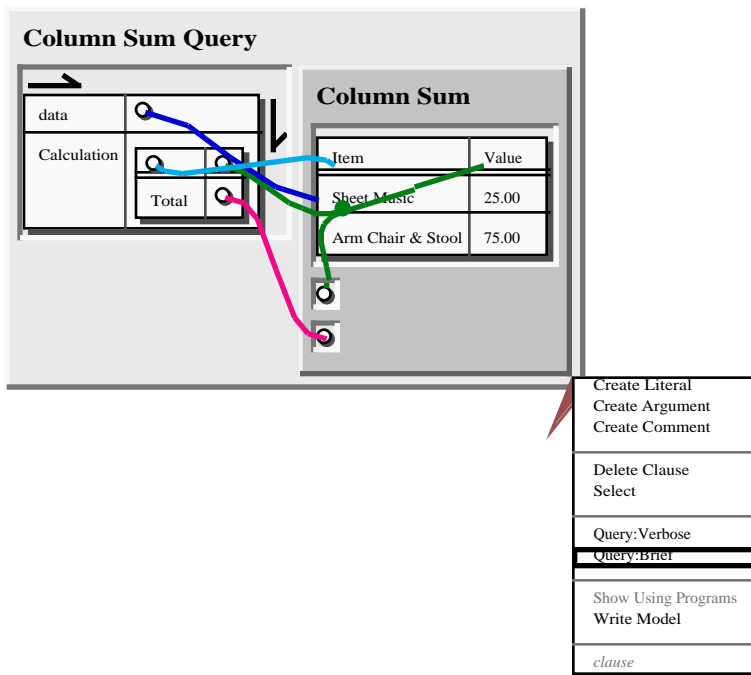 Column Sum Query
data
Calculation
Total
Column Sum
Item Value
Sheet Music 25.00
Arm Chair & Stool 75.00
Create Literal
Create Argument
Create Comment
Delete Clause
Select
Query:Verbose
Query:Brief
Show Using Programs
Write Model
clause